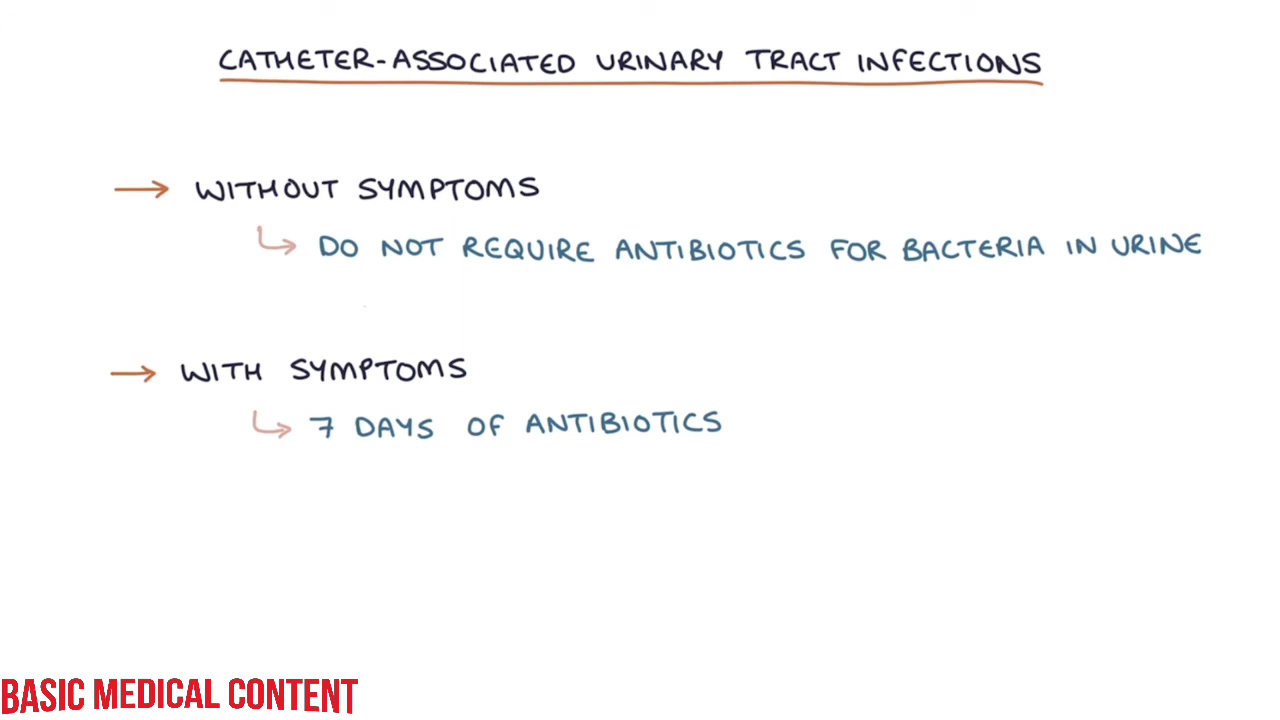 CATHETER-ASSOCIATED URINARY TRACT INFECTIONS
WITHOUT SYMPTOMS
DO NOT REQUIRE ANTIBIOTICS FOR BACTERIA IN URINE
WITH SYMPTOMS
7 DAYS OF ANTIBIOTICS
BASIC MEDICAL CONTENT